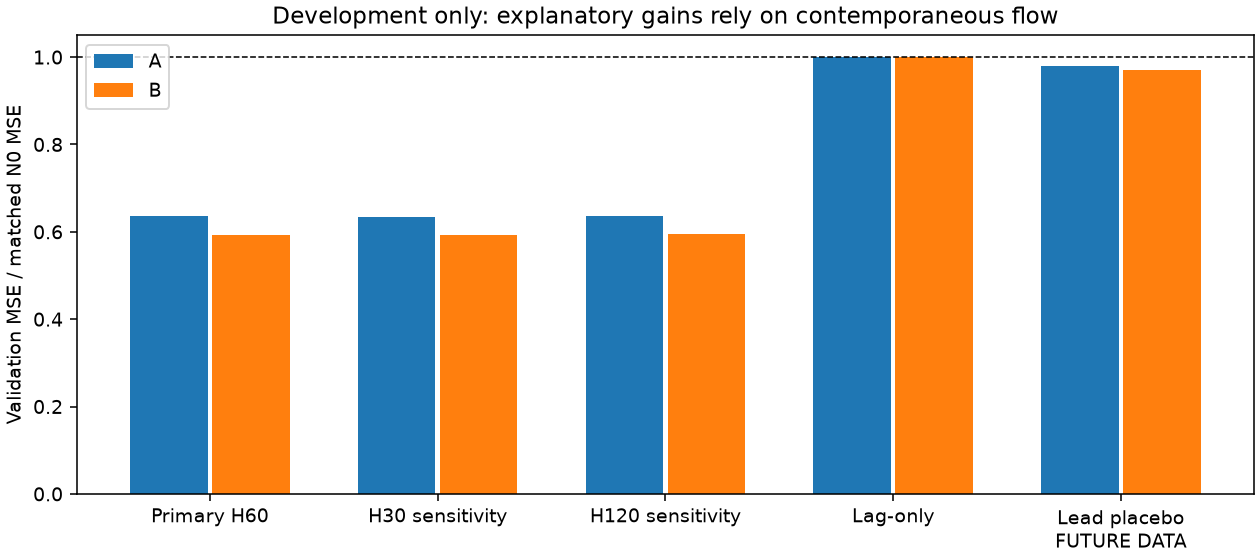 Development only: explanatory gains rely on contemporaneous flow
A
B
Validation MSE / matched N0 MSE
1.0
0.8
0.6
0.4
0.2
0.0
Primary H60
H30 sensitivity
H120 sensitivity
Lag-only
Lead placebo
FUTURE DATA